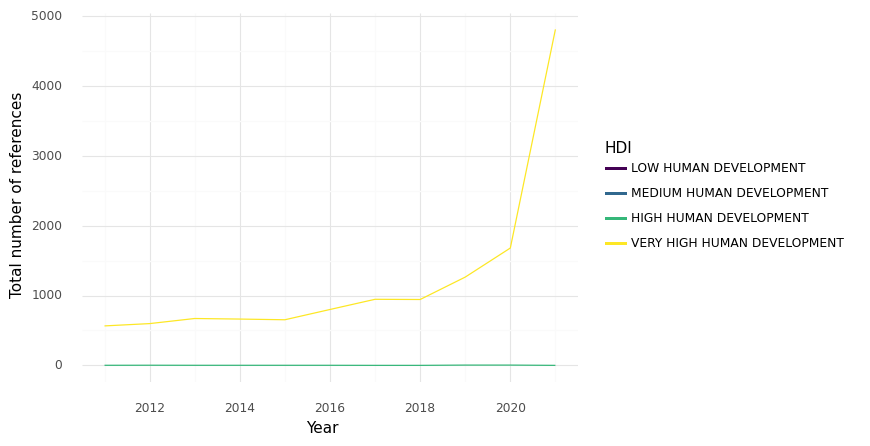 5000
4000
3000
2000
1000
0
Total number of references
2012 2014 2016 2018 2020
Year
HDI
LOW HUMAN DEVELOPMENT
MEDIUM HUMAN DEVELOPMENT
HIGH HUMAN DEVELOPMENT
VERY HIGH HUMAN DEVELOPMENT